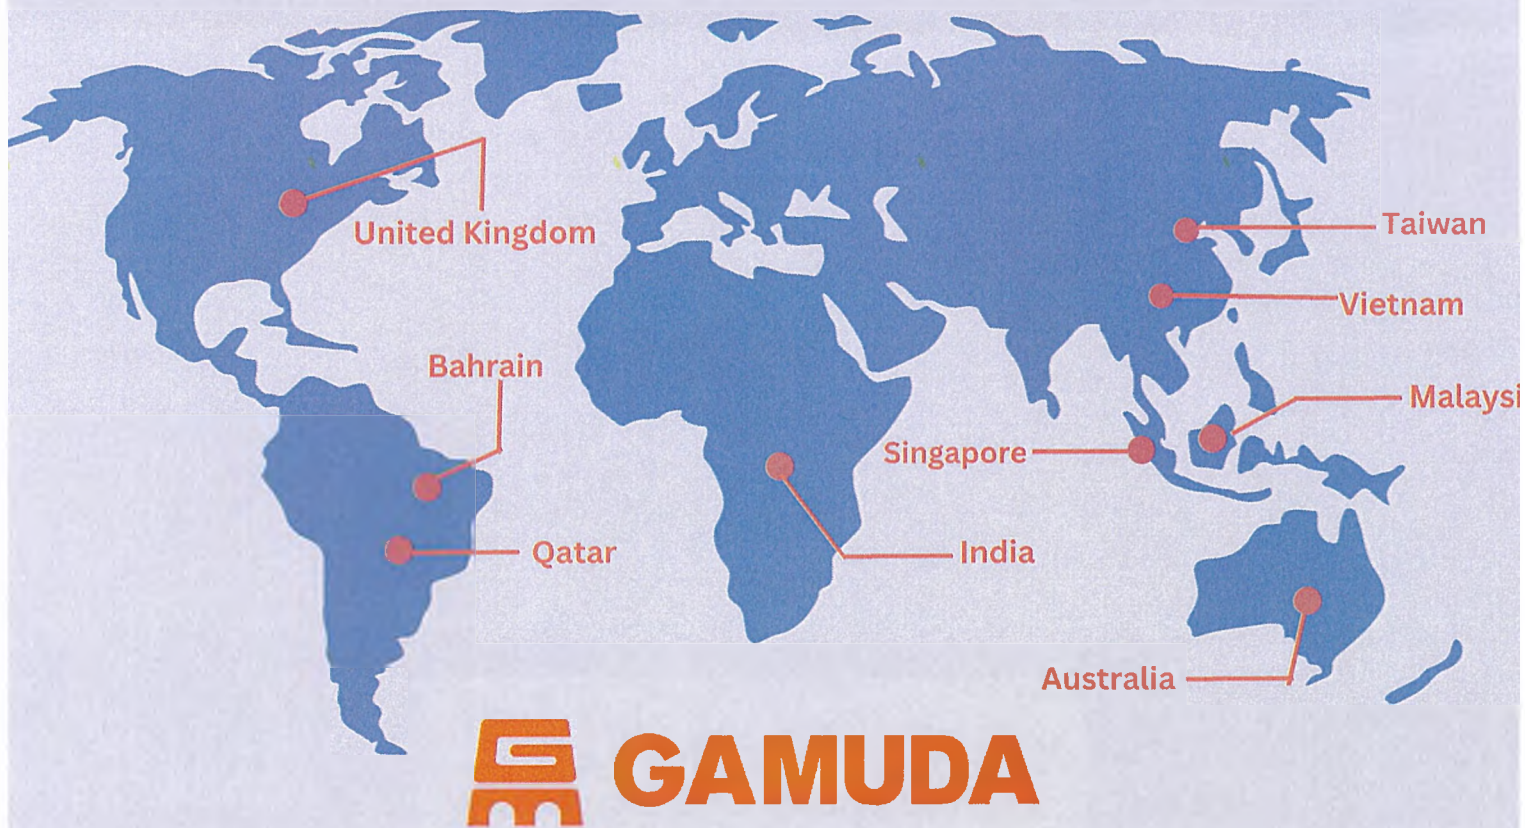 United Kingdom
Taiwan
Vietnam
Bahrain
Malaysi
Singapore
Qatar
India
Australia
GAMUDA